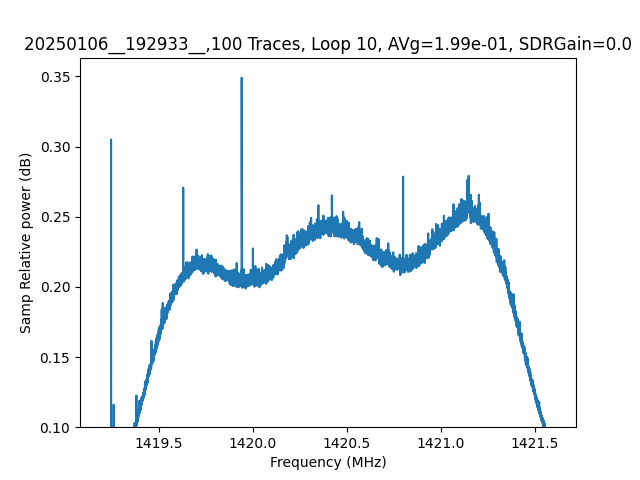 20250106__192933__,100 Traces, Loop 10, AVg=1.99e-01, SDRGain=0.0
0.35
0.30
0.25
0.20
0.15
0.10
Samp Relative power (dB)
1419.5 1420.0 1420.5 1421.0 1421.5
Frequency (MHz)